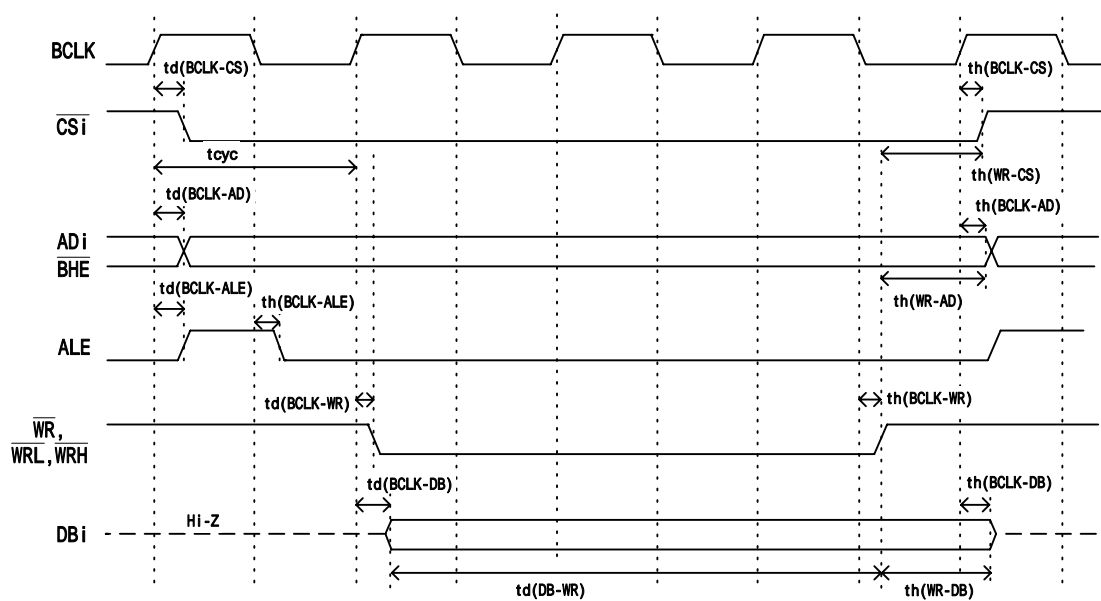 BCLK
td(BCLK-CS)
th(BCLK-CS)
CSi
tcyc
th(WR-CS)
td(BCLK-AD)
th(BCLK-AD)
ADi
BHE
td(BCLK-ALE)
th(BCLK-ALE)
th(WR-AD)
ALE
td(BCLK-WR)
th(BCLK-WR)
WR,
WRL,WRH
td(BCLK-DB)
th(BCLK-DB)
Hi-Z
DBi
td(DB-WR)
th(WR-DB)